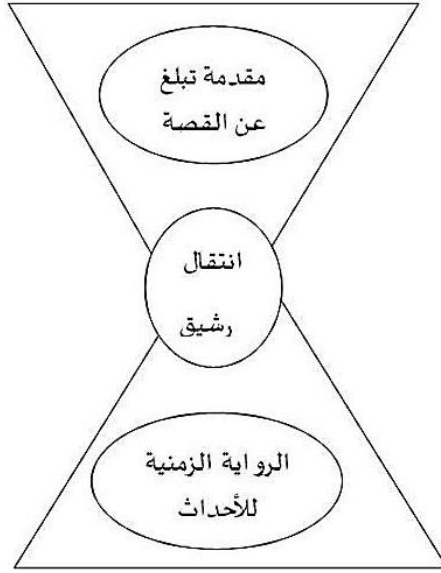 مقدمة تبلغ
عن القصة
انتقال
رشيق
الرواية الزمنية
للأحداث